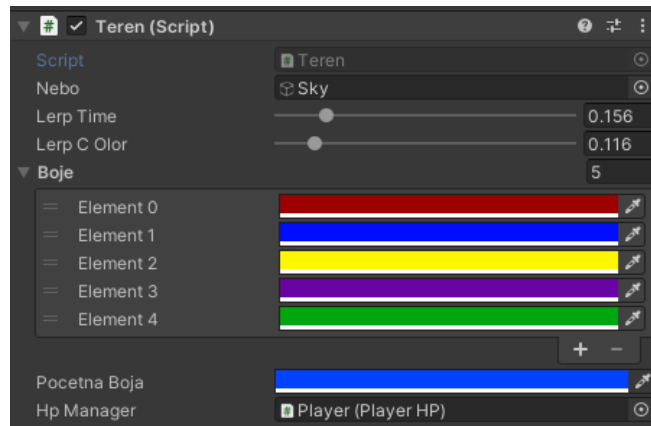 Teren (Script)
Script Teren
Nebo Sky
Lerp Time 0.156
Lerp C Olor 0.116
Boje 5
Element 0
Element 1
Element 2
Element 3
Element 4
Pocetna Boja
Hp Manager Player (Player HP)